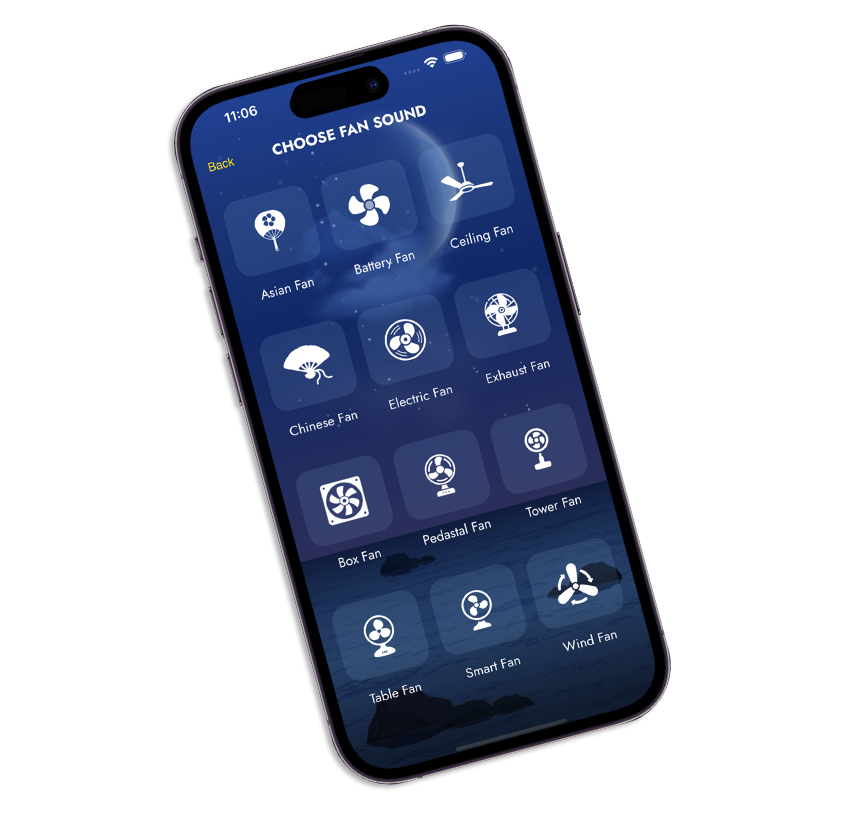 11:06
Back
CHOOSE FAN SOUND
Asian Fan
Battery Fan
Ceiling Fan
Chinese Fan
Electric Fan
Exhaust Fan
Box Fan
Pedastal Fan
Tower Fan
Table Fan
Smart Fan
Wind Fan